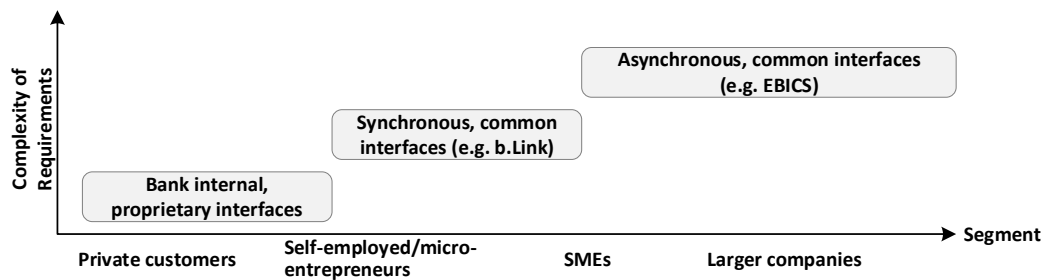 Complexity of
Requirements
Asynchronous, common interfaces
(e.g. EBICS)
Synchronous, common
interfaces (e.g. b.Link)
Bank internal,
proprietary interfaces
Segment
Private customers
Self-employed/micro-
entrepreneurs
SMEs
Larger companies